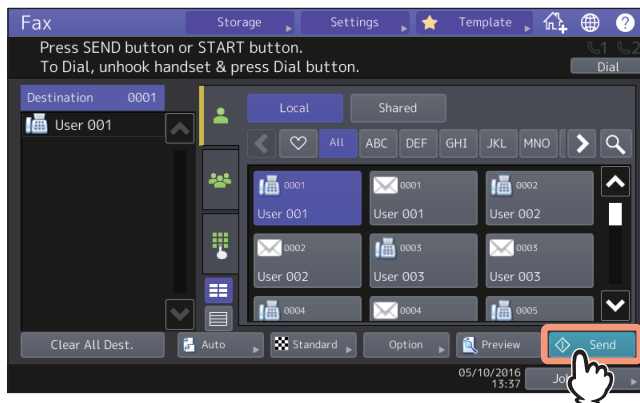 Fax
Storage
Settings
Template
?
Press SEND button or START button.
1 2
To Dial, unhook handset & press Dial button.
Dial
Destination 0001
User 001
Local
Shared
All
ABC
DEF
GHI
JKL
MNO
0001
User 001
0001
User 001
0002
User 002
0002
User 002
0003
User 003
0003
User 003
0004
0004
0005
Clear All Dest.
Auto
Standard
Option
Preview
Send
05/10/2016
13:37